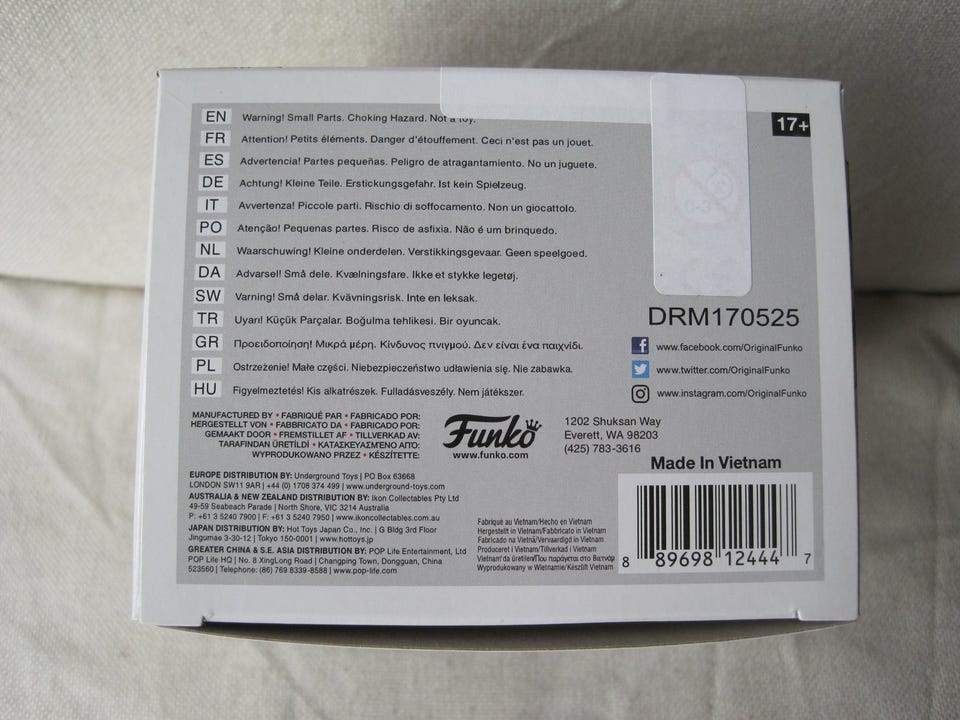 EN Warning! Small Parts. Choking Hazard. Not a toy.
FR Attention! Petits éléments. Danger d'étouffement. Ceci n'est pas un jouet.
ES Advertencia! Partes pequeñas. Peligro de atragantamiento. No un juguete.
DE Achtung! Kleine Teile. Erstickungsgefahr. Ist kein Spielzeug.
IT Avvertenza! Piccole parti. Rischio di soffocamento. Non un giocattolo.
PO Atenção! Pequenas partes. Risco de asfixia. Não é um brinquedo.
NL Waarschuwing! Kleine onderdelen. Verstikkingsgevaar. Geen speelgoed.
DA Advarsel! Små dele. Kvælningsfare. Ikke et stykke legetøj.
SW Varning! Små delar. Kvävningsrisk. Inte en leksak.
TR Uyarı! Küçük Parçalar. Boğulma tehlikesi. Bir oyuncak.
GR Προειδοποίηση! Μικρά μέρη. Κίνδυνος πνιγμού. Δεν είναι ένα παιχνίδι.
PL Ostrzeżenie! Małe części. Niebezpieczeństwo udławienia się. Nie zabawka.
HU Figyelmeztetés! Kis alkatrészek. Fulladásveszély. Nem játékszer.
17+
0-3
DRM170525
www.facebook.com/OriginalFunko
www.twitter.com/OriginalFunko
www.instagram.com/OriginalFunko
MANUFACTURED BY • FABRIQUÉ PAR • FABRICADO POR:
HERGESTELLT VON • FABBRICATO DA • FABRICADO POR:
GEMAAKT DOOR • FREMSTILLET AF • TILLVERKAD AV:
TARAFINDAN ÜRETİLDİ • ΚΑΤΑΣΚΕΥΑΣΜΕΝΟ ΑΠΟ:
WYPRODUKOWANO PRZEZ • KÉSZÍTETTE:
Funko
www.funko.com
1202 Shuksan Way
Everett, WA 98203
(425) 783-3616
EUROPE DISTRIBUTION BY: Underground Toys | PO Box 63668
LONDON SW11 9AR | +44 (0) 1708 374 499 | www.underground-toys.com
AUSTRALIA & NEW ZEALAND DISTRIBUTION BY: Ikon Collectables Pty Ltd
49-59 Seabeach Parade | North Shore, VIC 3214 Australia
P: +61 3 5240 7900 | F: +61 3 5240 7950 | www.ikoncollectables.com.au
JAPAN DISTRIBUTION BY: Hot Toys Japan Co., Inc. | G Bldg 3rd Floor
Jingumae 3-30-12 | Tokyo 150-0001 | www.hottoys.jp
GREATER CHINA & S.E. ASIA DISTRIBUTION BY: POP Life Entertainment, Ltd
POP Life HQ | No. 8 XingLong Road | Changping Town, Dongguan, China
523560 | Telephone: (86) 769 8339-8588 | www.pop-life.com
Fabriqué au Vietnam/Hecho en Vietnam
Hergestellt in Vietnam/Fabbricato in Vietnam
Fabricado na Vietnã/Vervaardigd in Vietnam
Produceret i Vietnam/Tillverkad i Vietnam
Vietnam'da üretilen/Που παράγεται στο Βιετνάμ
Wyprodukowany w Wietnamie/Készült Vietnam
Made In Vietnam
8 89698 12444 7